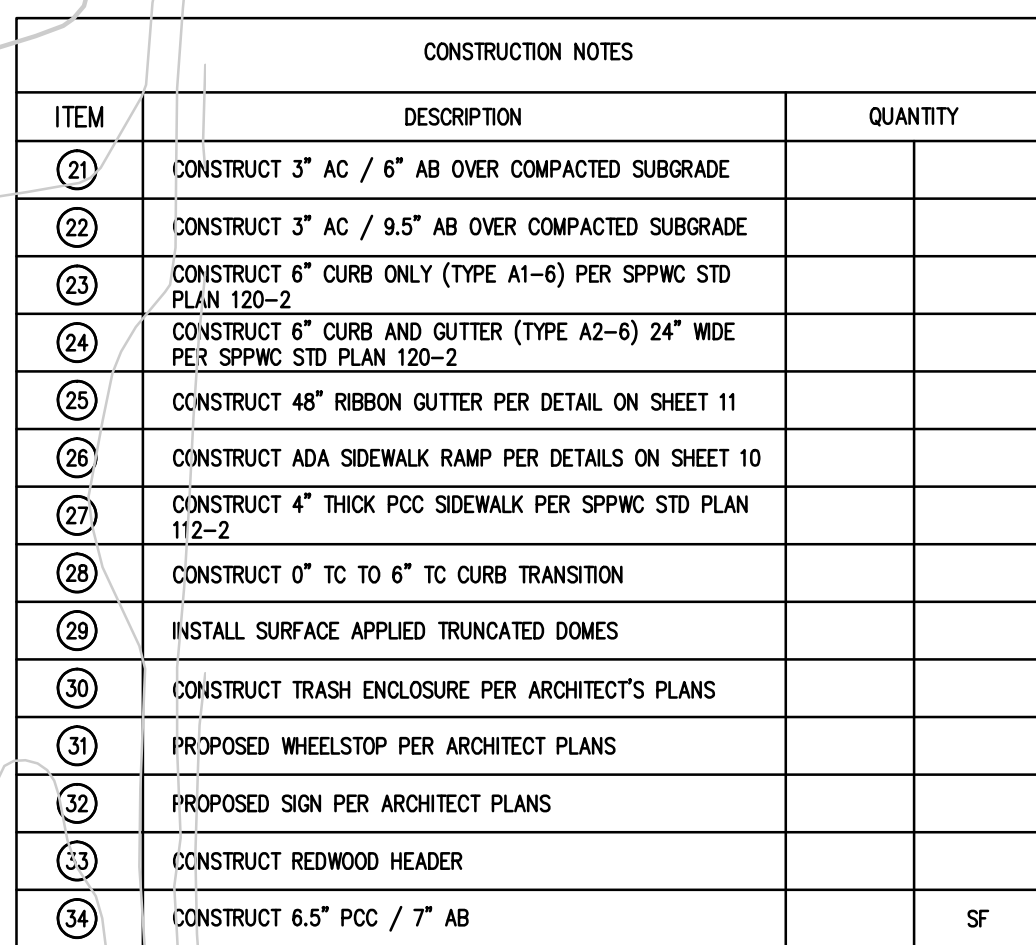 CONSTRUCTION NOTES
ITEM DESCRIPTION QUANTITY
21 CONSTRUCT 3" AC / 6" AB OVER COMPACTED SUBGRADE
22 CONSTRUCT 3" AC / 9.5" AB OVER COMPACTED SUBGRADE
23 CONSTRUCT 6" CURB ONLY (TYPE A1-6) PER SPPWC STD
PLAN 120-2
24 CONSTRUCT 6" CURB AND GUTTER (TYPE A2-6) 24" WIDE
PER SPPWC STD PLAN 120-2
25 CONSTRUCT 48" RIBBON GUTTER PER DETAIL ON SHEET 11
26 CONSTRUCT ADA SIDEWALK RAMP PER DETAILS ON SHEET 10
27 CONSTRUCT 4" THICK PCC SIDEWALK PER SPPWC STD PLAN
112-2
28 CONSTRUCT 0" TC TO 6" TC CURB TRANSITION
29 INSTALL SURFACE APPLIED TRUNCATED DOMES
30 CONSTRUCT TRASH ENCLOSURE PER ARCHITECT'S PLANS
31 PROPOSED WHEELSTOP PER ARCHITECT PLANS
32 PROPOSED SIGN PER ARCHITECT PLANS
33 CONSTRUCT REDWOOD HEADER
34 CONSTRUCT 6.5" PCC / 7" AB SF